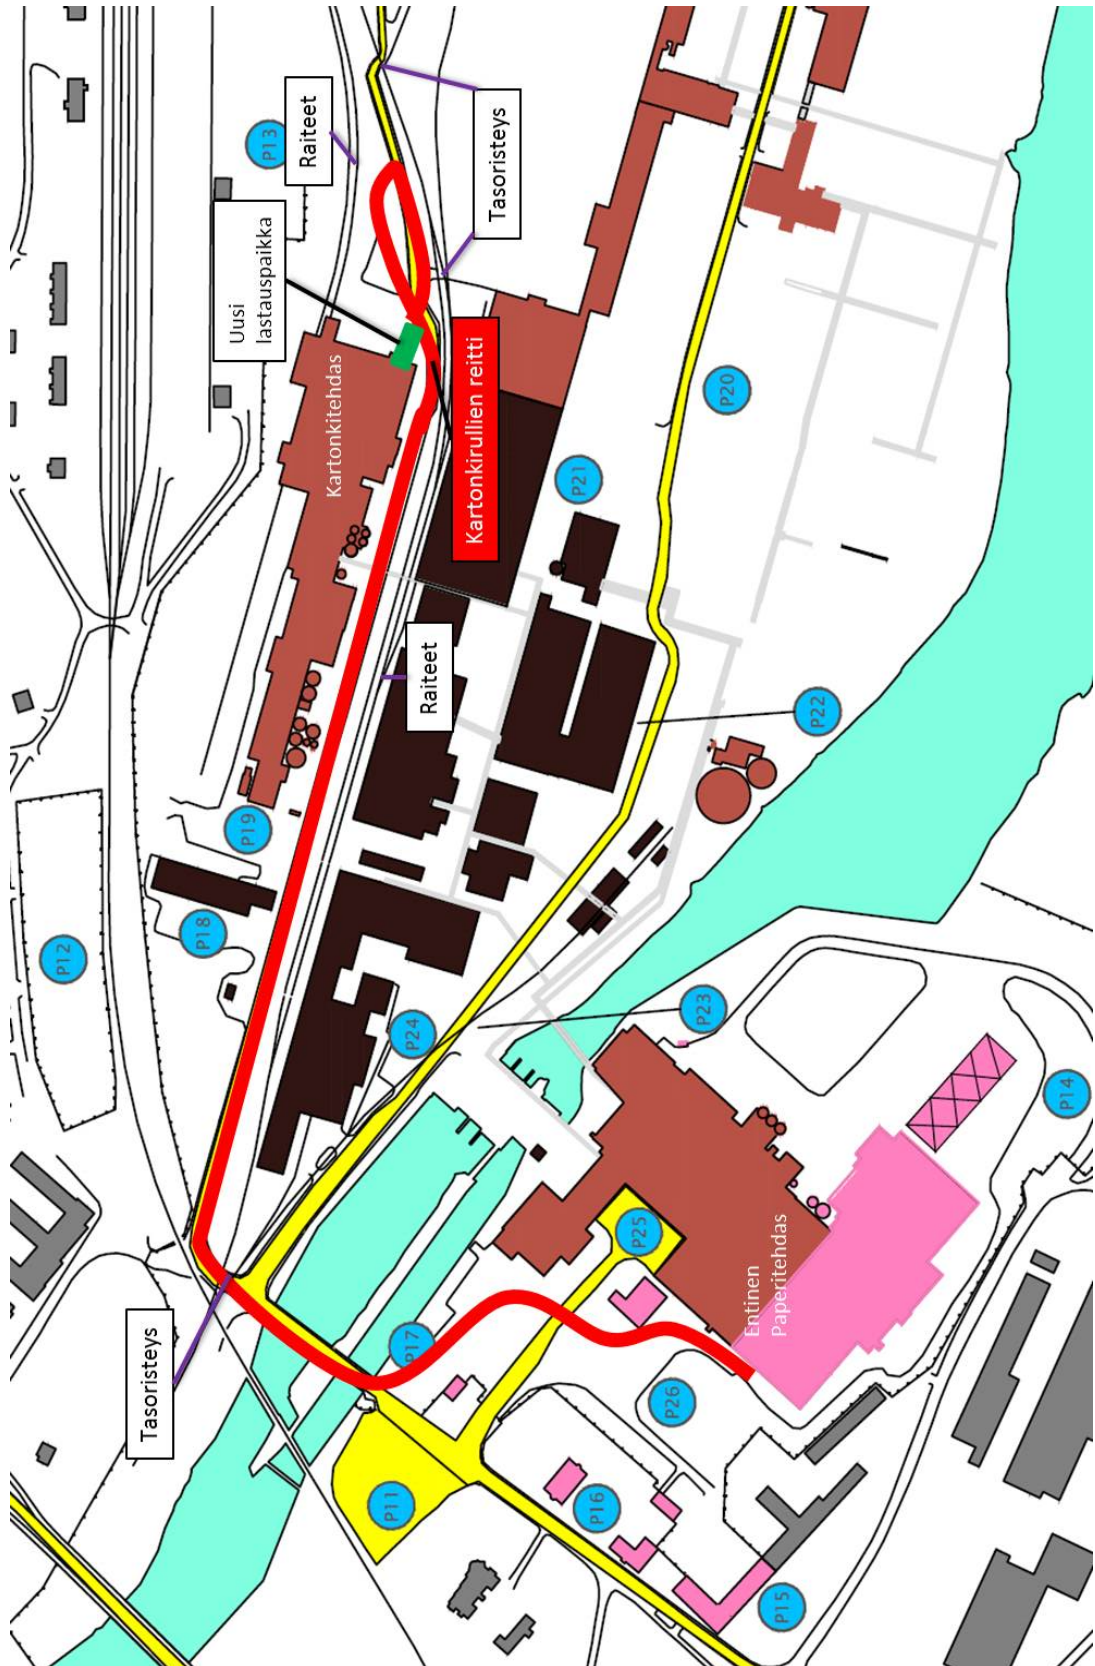 P13
Raiteet
Tasoristeys
Uusi
lastauspaikka
Kartonkitehdas
Kartonkirullien reitti
P20
P21
Raiteet
P22
P19
P18
P12
P24
P23
P14
P25
Entinen
Paperitehdas
P17
Tasoristeys
P26
P11
P16
P15